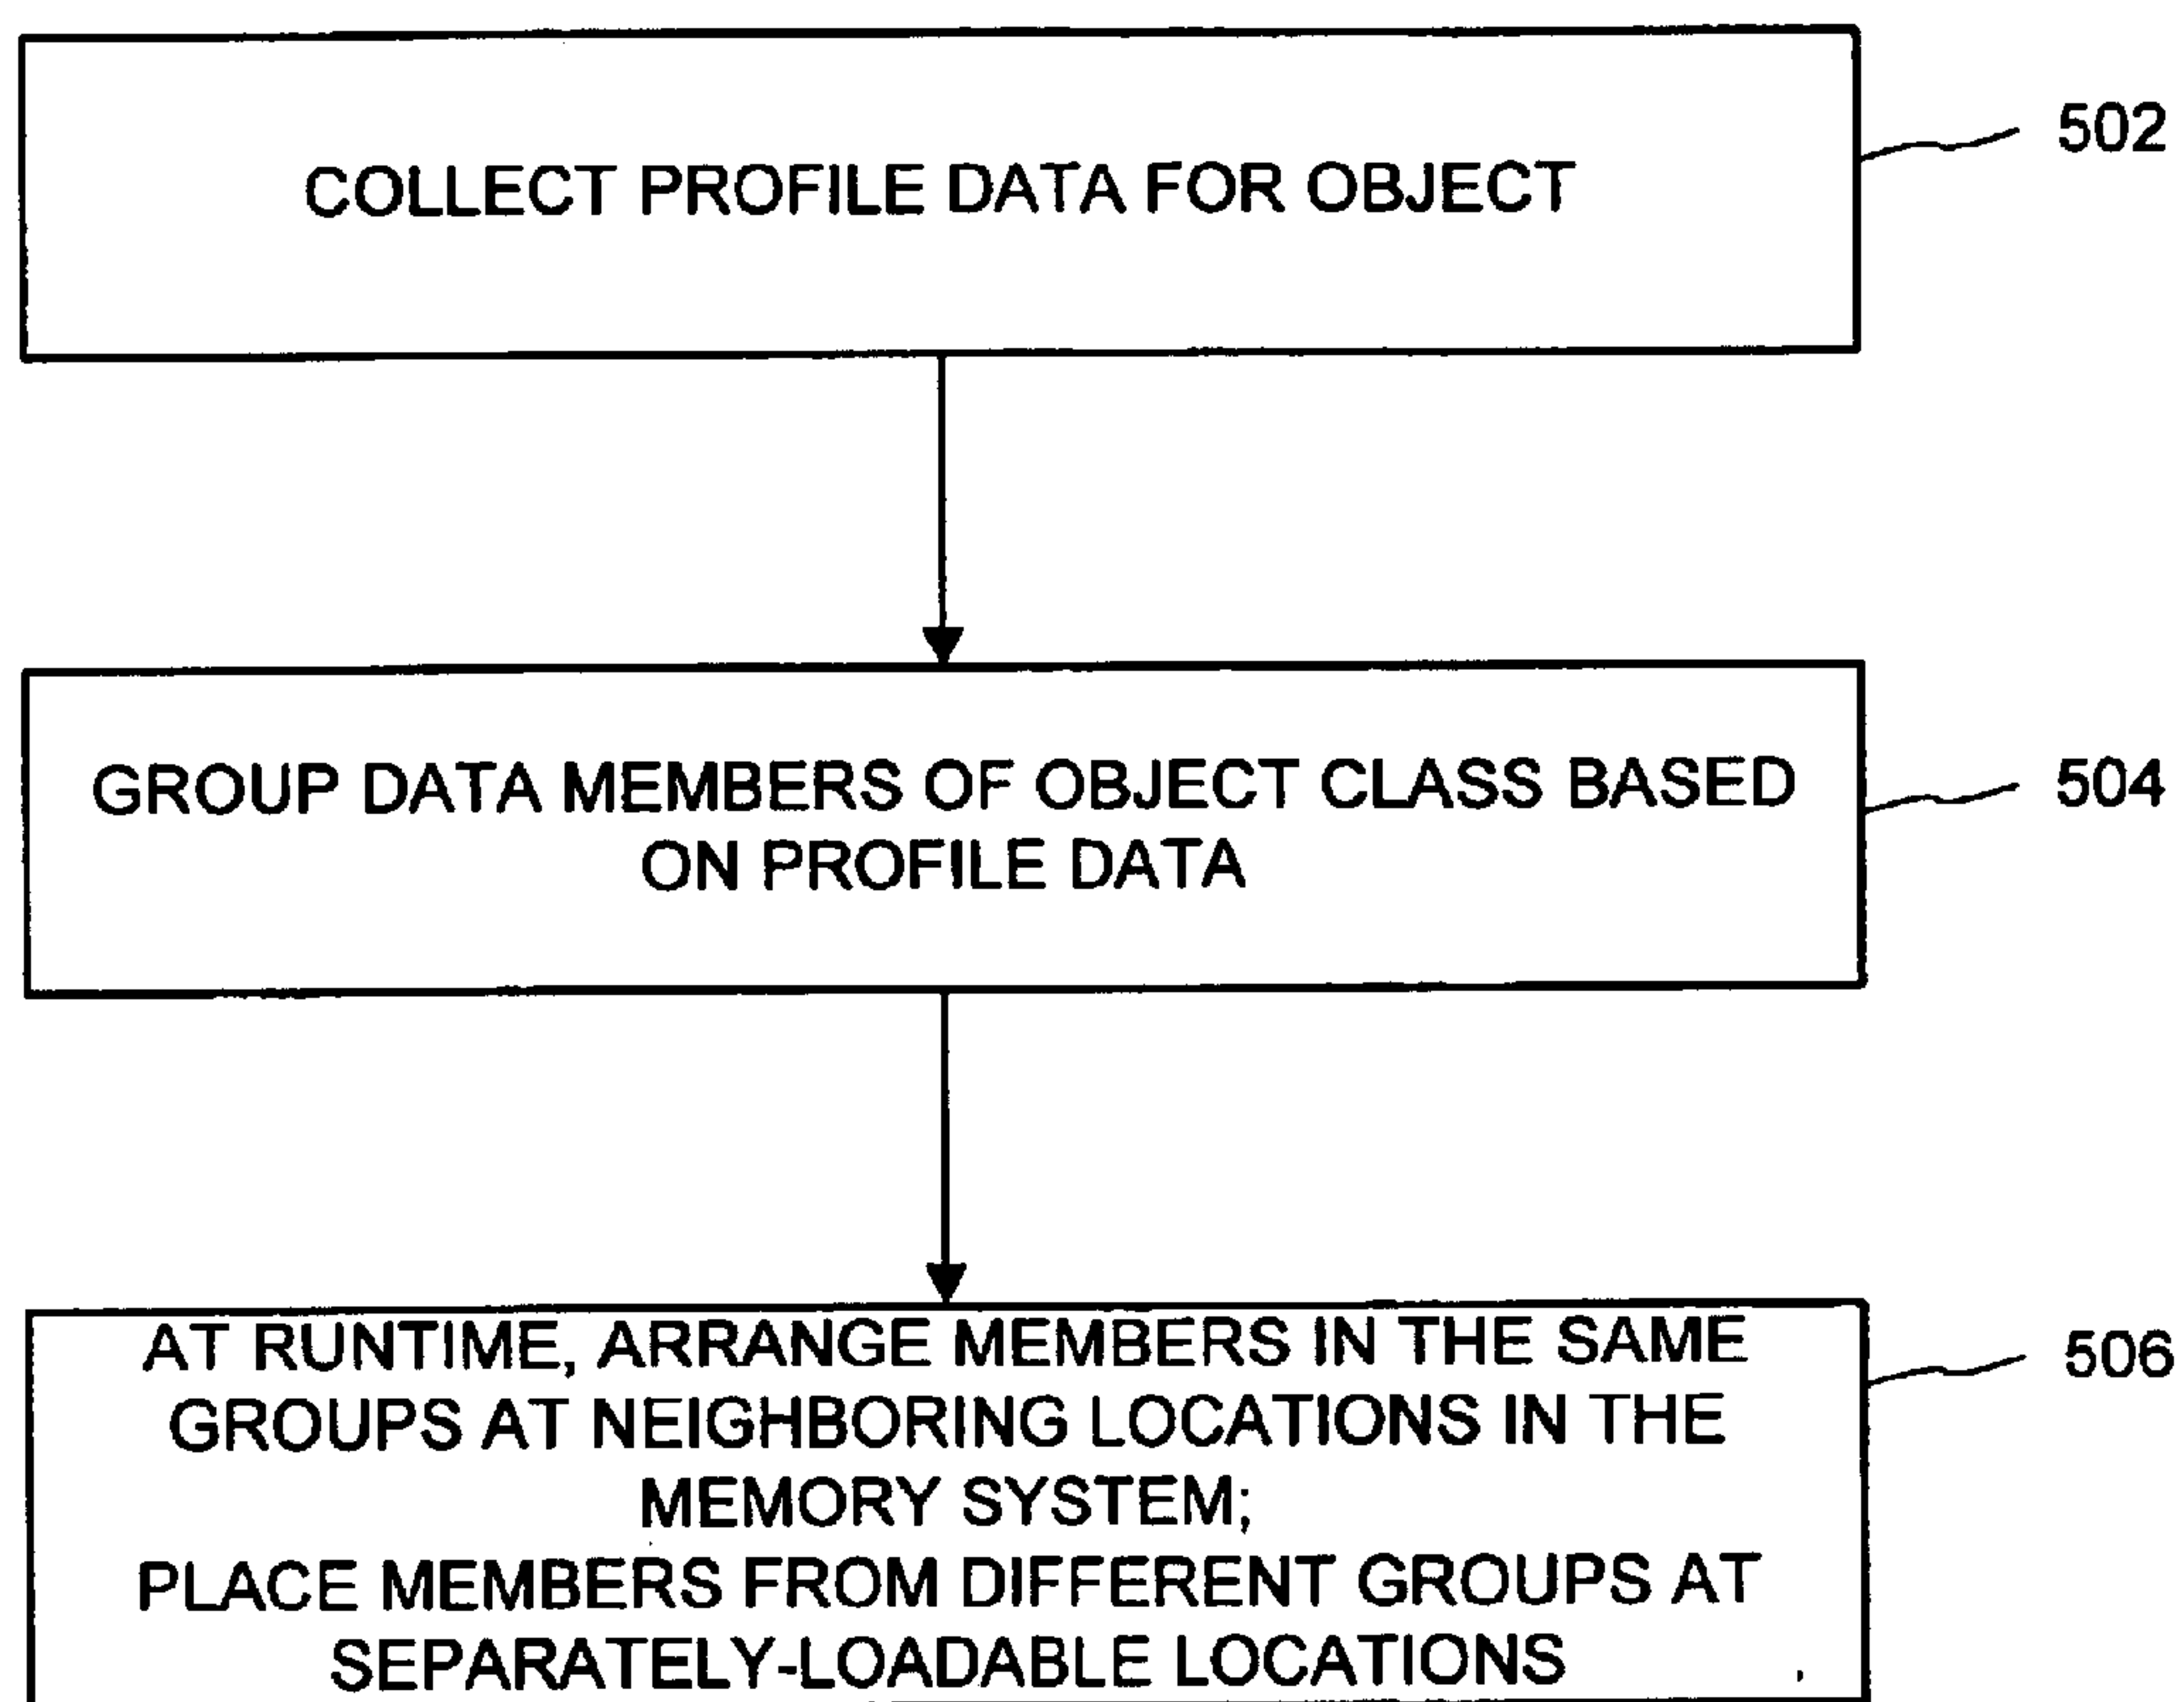 COLLECT PROFILE DATA FOR OBJECT
502
GROUP DATA MEMBERS OF OBJECT CLASS BASED
ON PROFILE DATA
504
AT RUNTIME, ARRANGE MEMBERS IN THE SAME
GROUPS AT NEIGHBORING LOCATIONS IN THE
MEMORY SYSTEM;
PLACE MEMBERS FROM DIFFERENT GROUPS AT
SEPARATELY-LOADABLE LOCATIONS
506